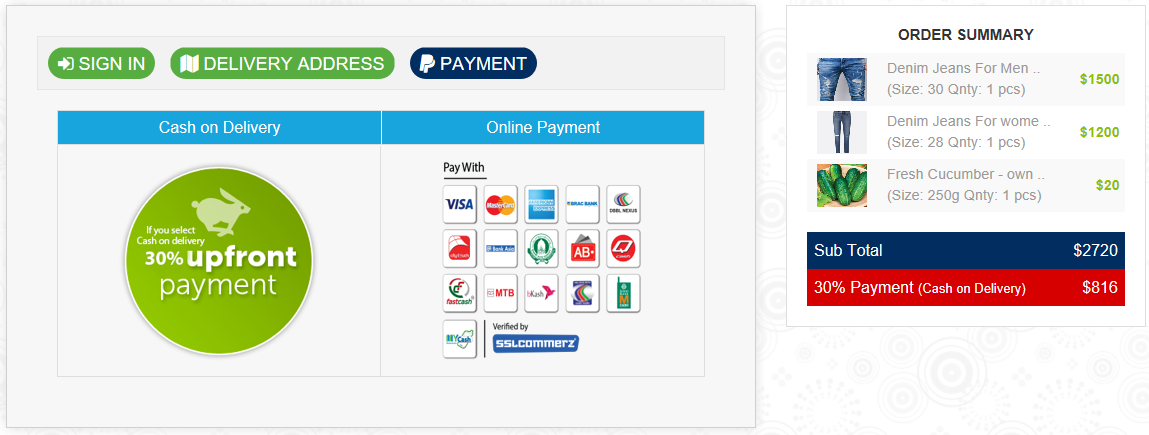 SIGN IN
DELIVERY ADDRESS
PAYMENT
Cash on Delivery
Online Payment
If you select
Cash on delivery
30% upfront
payment
Pay With
VISA
MasterCard
AMERICAN EXPRESS
BRAC BANK
DBBL NEXUS
Bank Asia
AB
fastcash
MTB
bKash
M
MYCash
Verified by
SSLCOMMERZ
ORDER SUMMARY
Denim Jeans For Men ..
(Size: 30 Qnty: 1 pcs)
$1500
Denim Jeans For wome ..
(Size: 28 Qnty: 1 pcs)
$1200
Fresh Cucumber - own ..
(Size: 250g Qnty: 1 pcs)
$20
Sub Total
$2720
30% Payment (Cash on Delivery)
$816